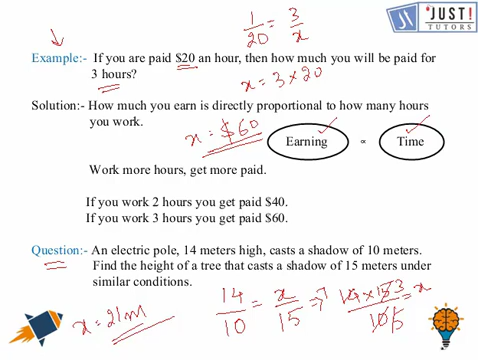 1/20 = 3/x
JUST!
TUTORS
Example:- If you are paid $20 an hour, then how much you will be paid for
3 hours?
x = 3 × 20
Solution:- How much you earn is directly proportional to how many hours
you work.
x = $60
Earning ∝ Time
Work more hours, get more paid.
If you work 2 hours you get paid $40.
If you work 3 hours you get paid $60.
Question:- An electric pole, 14 meters high, casts a shadow of 10 meters.
Find the height of a tree that casts a shadow of 15 meters under
similar conditions.
14/10 = x/15 ⇒ = x
x = 21m